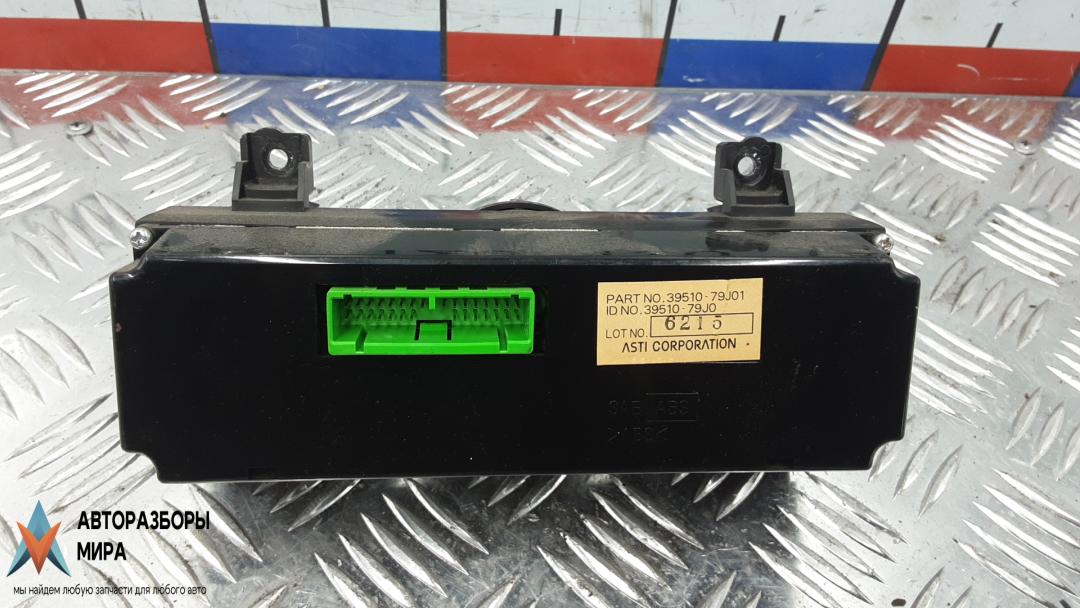 PART NO. 39510-79J01
ID NO. 39510-79J0
LOT NO. 6215
ASTI CORPORATION
>ABS<
АВТОРАЗБОРЫ
МИРА
мы найдем любую запчасти для любого авто